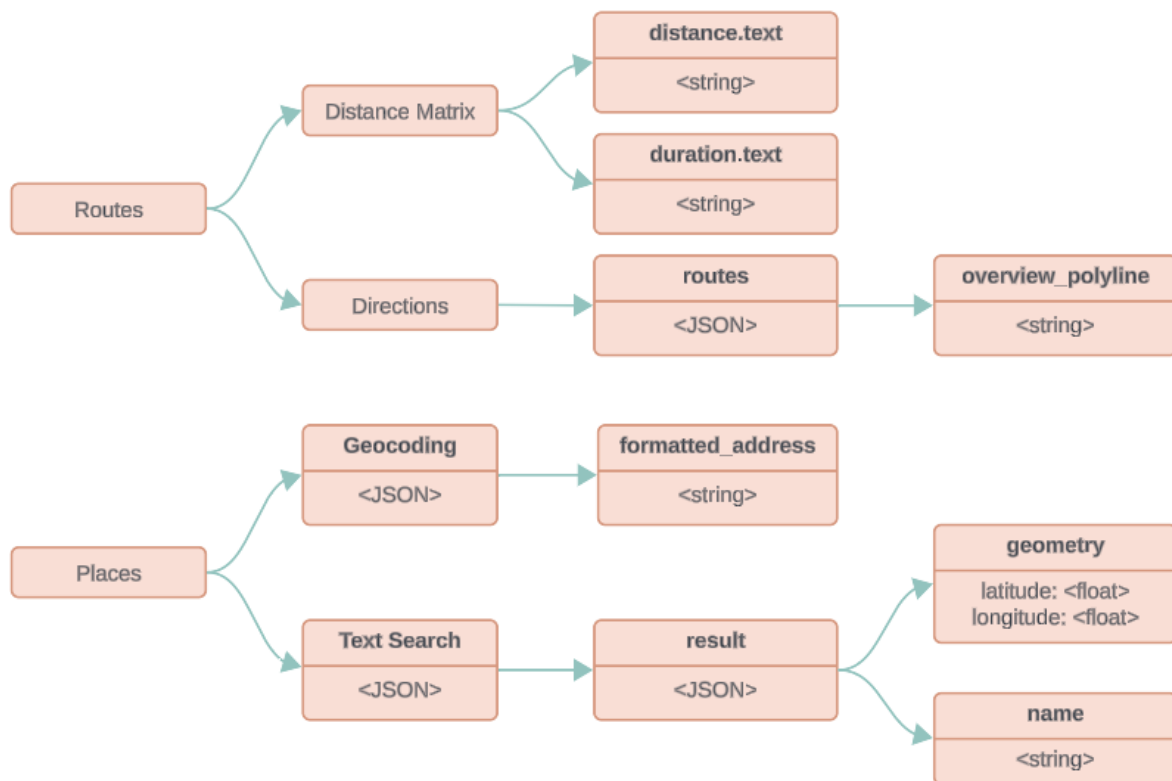 distance.text
<string>
Distance Matrix
duration.text
<string>
Routes
routes
<JSON>
overview_polyline
<string>
Directions
Geocoding
<JSON>
formatted_address
<string>
Places
geometry
latitude: <float>
longitude: <float>
Text Search
<JSON>
result
<JSON>
name
<string>